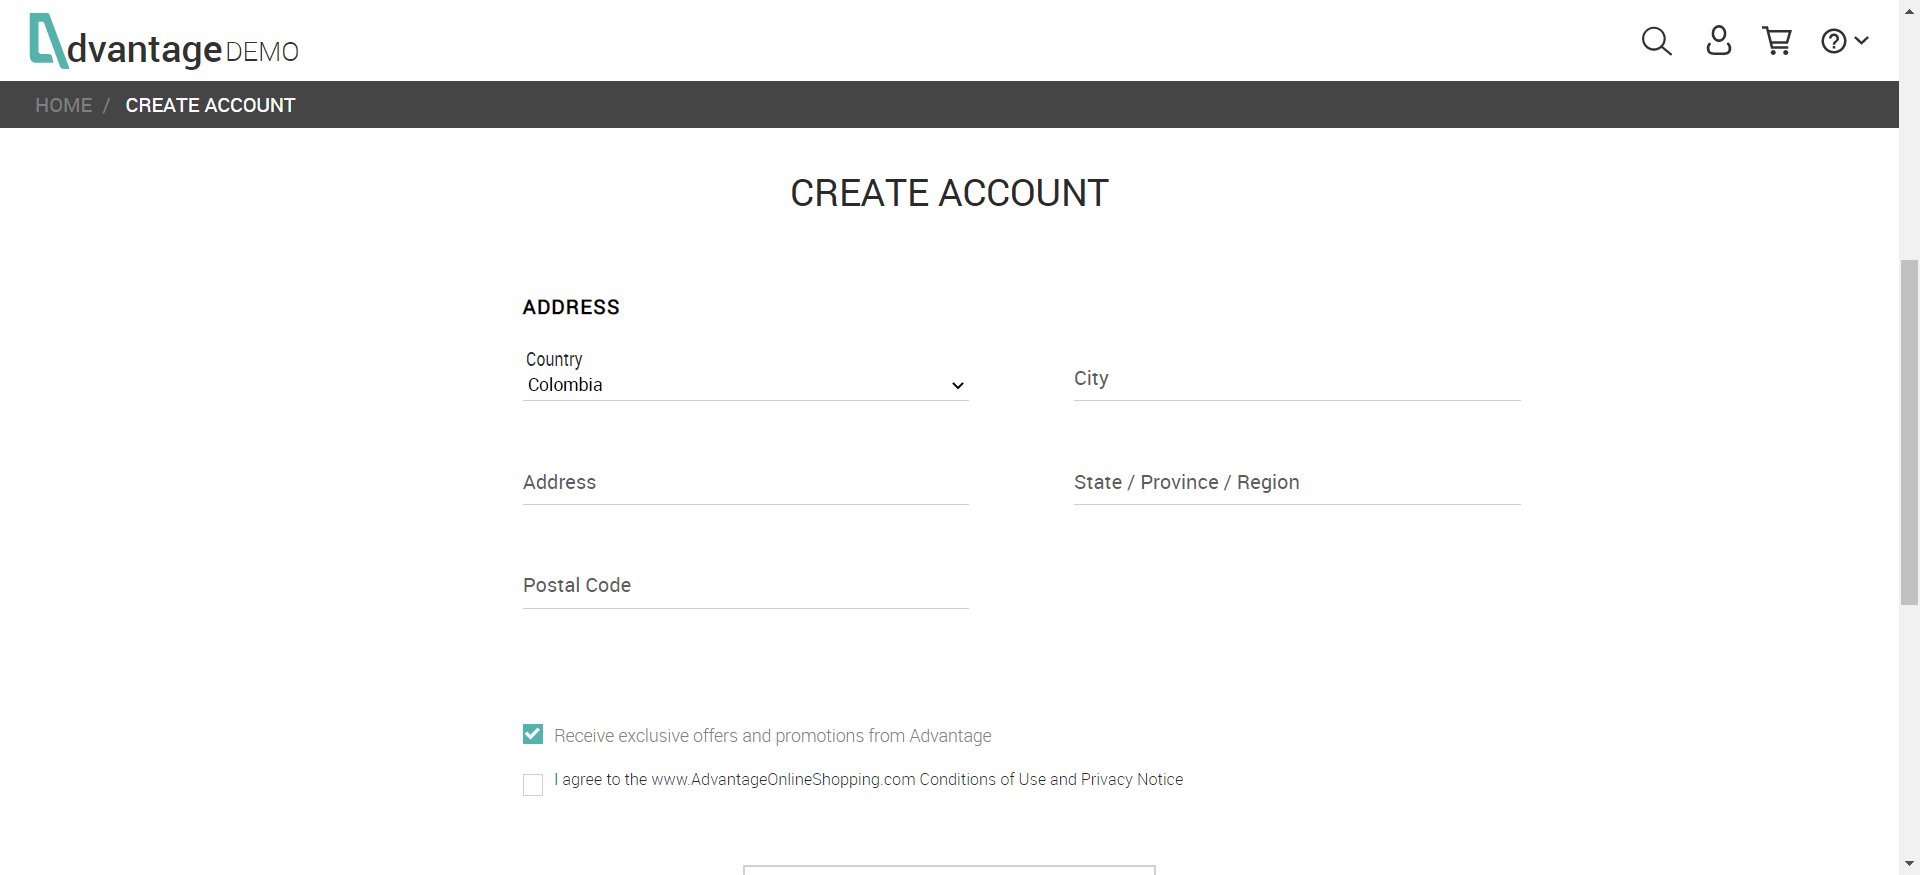 dvantage DEMO
HOME / CREATE ACCOUNT
CREATE ACCOUNT
ADDRESS
Country
Colombia
City
Address
State / Province / Region
Postal Code
Receive exclusive offers and promotions from Advantage
I agree to the www.AdvantageOnlineShopping.com Conditions of Use and Privacy Notice